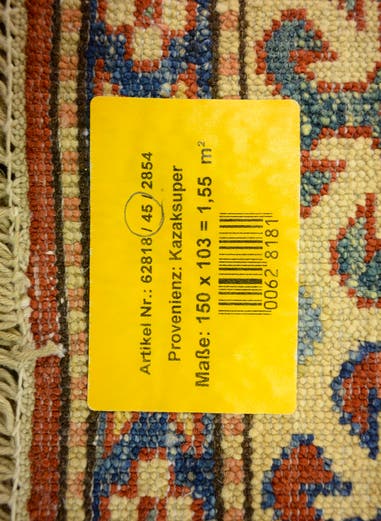 Artikel Nr.: 62818 / 45 / 2854
Provenienz: Kazaksuper
Maße: 150 x 103 = 1,55 m²
0062 8181